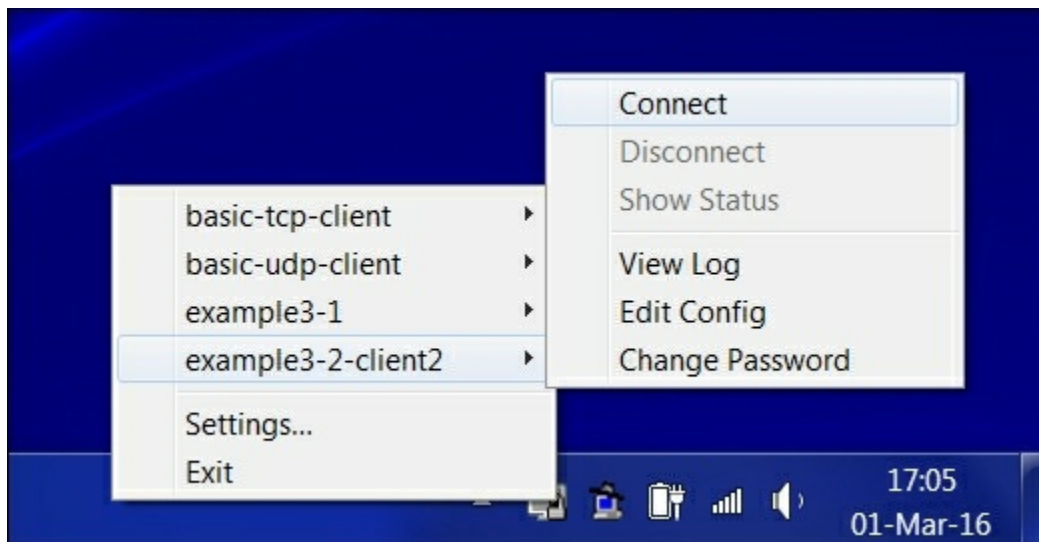 Connect
Disconnect
Show Status
View Log
Edit Config
Change Password
basic-tcp-client
basic-udp-client
example3-1
example3-2-client2
Settings...
Exit
17:05
01-Mar-16